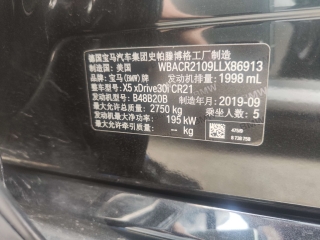 德国宝马汽车集团史帕滕博格工厂制造
制造国: 美国 WBACR2109LLX86913
品牌: 宝马(BMW)牌 发动机排量: 1998 mL
整车型号: X5 xDrive30i CR21
发动机型号: B48B20B 制造年月: 2019-09
最大允许总质量: 2750 kg 乘坐人数: 5
发动机最大净功率: 195 kW
最大允许牵引质量: -- kg